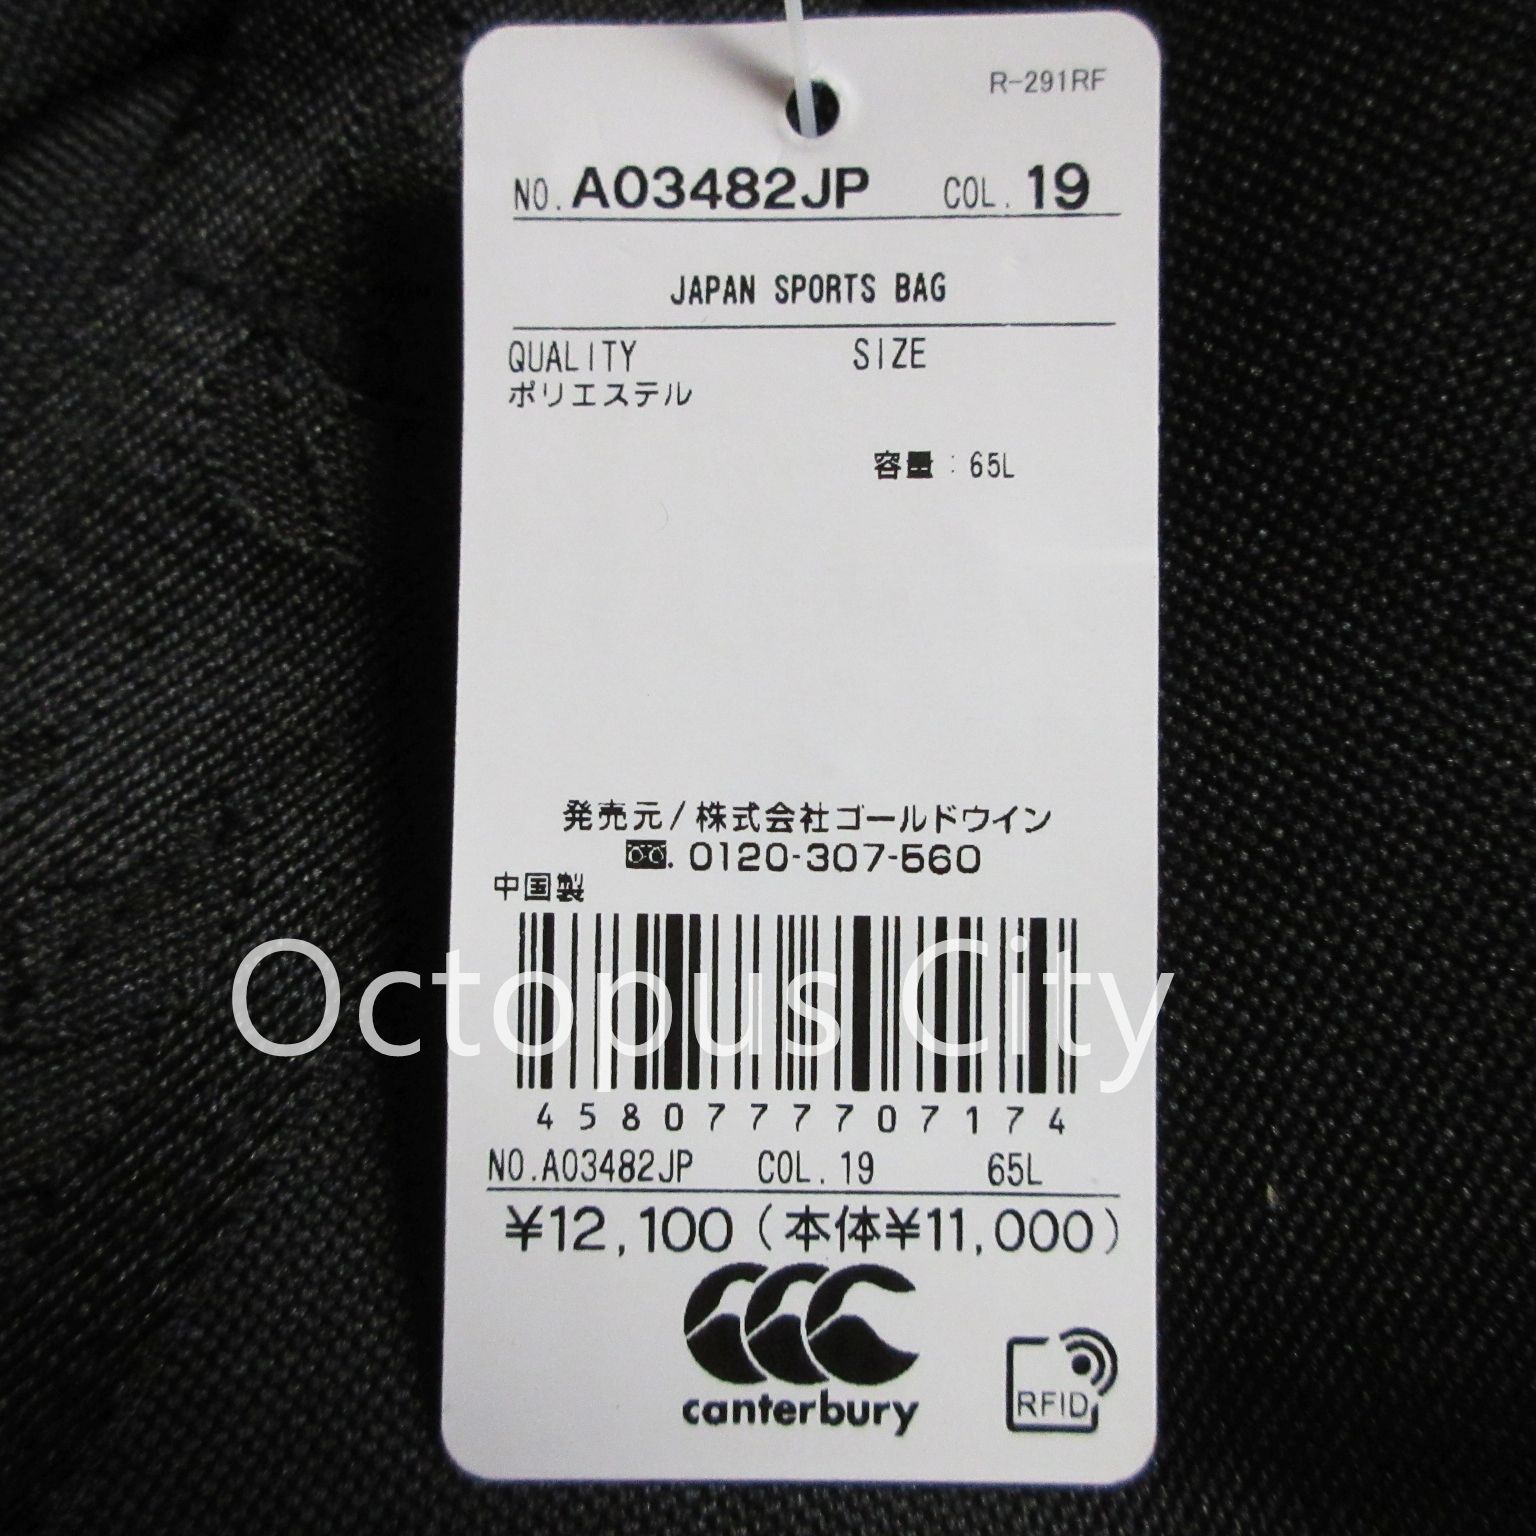 R-291RF
NO. A03482JP COL. 19
JAPAN SPORTS BAG
QUALITY SIZE
ポリエステル
容量:65L
発売元/株式会社ゴールドウイン
0120-307-560
中国製
Octopus City
4580777707174
NO.A03482JP COL.19 65L
¥12,100(本体¥11,000)
canterbury
RFID